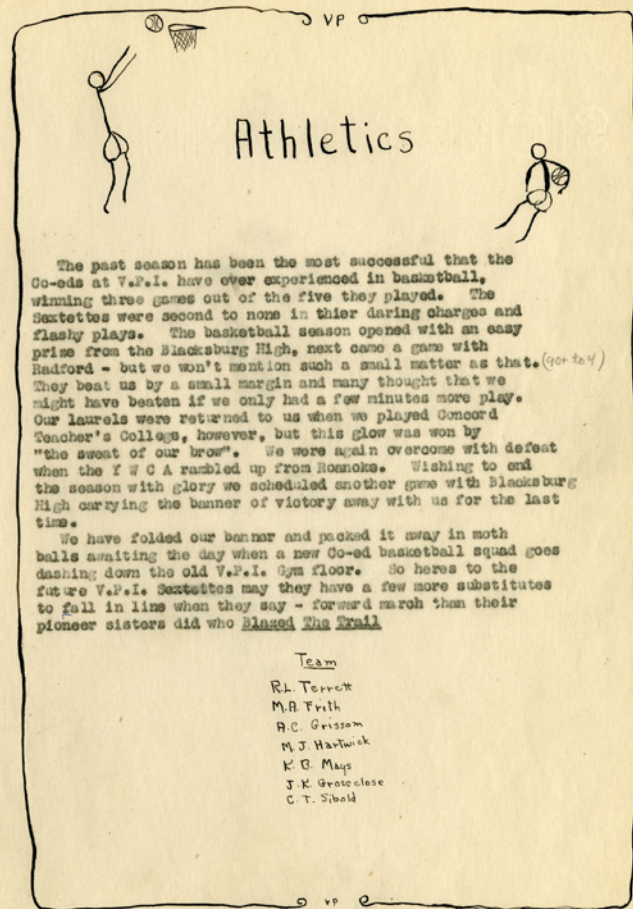 VP
Athletics
The past season has been the most successful that the
Co-eds at V.P.I. have ever experienced in basketball,
winning three games out of the five they played. The
Sextettes were second to none in thier daring charges and
flashy plays. The basketball season opened with an easy
prize from the Blacksburg High, next came a game with
Radford - but we won't mention such a small matter as that. (90 to 4)
They beat us by a small margin and many thought that we
might have beaten if we only had a few minutes more play.
Our laurels were returned to us when we played Concord
Teacher's College, however, but this glow was won by
"the sweat of our brow". We were again overcome with defeat
when the Y W C A rambled up from Roanoke. Wishing to end
the season with glory we scheduled another game with Blacksburg
High carrying the banner of victory away with us for the last
time.
We have folded our banner and packed it away in moth
balls awaiting the day when a new Co-ed basketball squad goes
dashing down the old V.P.I. Gym floor. So heres to the
future V.P.I. Sextettes may they have a few more substitutes
to fall in line when they say - forward march than their
pioneer sisters did who Blazed The Trail
Team
R.L. Terrett
M.A. Frith
A.C. Grissom
M.J. Hartwick
K.B. Mays
J.K. Groseclose
C.T. Sibold
VP